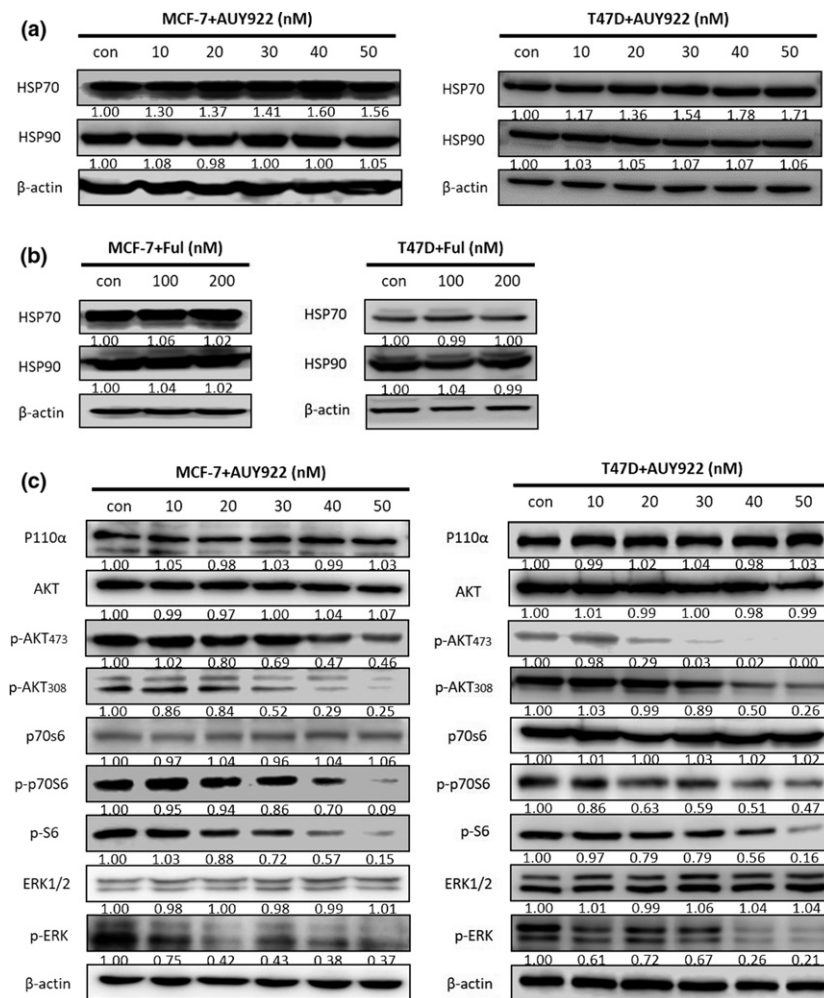 (a)
MCF-7+AUY922 (nM)
con 10 20 30 40 50
HSP70
1.00 1.30 1.37 1.41 1.60 1.56
HSP90
1.00 1.08 0.98 1.00 1.00 1.05
β-actin
T47D+AUY922 (nM)
con 10 20 30 40 50
HSP70
1.00 1.17 1.36 1.54 1.78 1.71
HSP90
1.00 1.03 1.05 1.07 1.07 1.06
β-actin
(b)
MCF-7+Ful (nM)
con 100 200
HSP70
1.00 1.06 1.02
HSP90
1.00 1.04 1.02
β-actin
T47D+Ful (nM)
con 100 200
HSP70
1.00 0.99 1.00
HSP90
1.00 1.04 0.99
β-actin
(c)
MCF-7+AUY922 (nM)
con 10 20 30 40 50
P110α
1.00 1.05 0.98 1.03 0.99 1.03
AKT
1.00 0.99 0.97 1.00 1.04 1.07
p-AKT473
1.00 1.02 0.80 0.69 0.47 0.46
p-AKT308
1.00 0.86 0.84 0.52 0.29 0.25
p70s6
1.00 0.97 1.04 0.96 1.04 1.06
p-p70S6
1.00 0.95 0.94 0.86 0.70 0.09
p-S6
1.00 1.03 0.88 0.72 0.57 0.15
ERK1/2
1.00 0.98 1.00 0.98 0.99 1.01
p-ERK
1.00 0.75 0.42 0.43 0.38 0.37
β-actin
T47D+AUY922 (nM)
con 10 20 30 40 50
P110α
1.00 0.99 1.02 1.04 0.98 1.03
AKT
1.00 1.01 0.99 1.00 0.98 0.99
p-AKT473
1.00 0.98 0.29 0.03 0.02 0.00
p-AKT308
1.00 1.03 0.99 0.89 0.50 0.26
p70s6
1.00 1.01 1.00 1.03 1.02 1.02
p-p70S6
1.00 0.86 0.63 0.59 0.51 0.47
p-S6
1.00 0.97 0.79 0.79 0.56 0.16
ERK1/2
1.00 1.01 0.99 1.06 1.04 1.04
p-ERK
1.00 0.61 0.72 0.67 0.26 0.21
β-actin